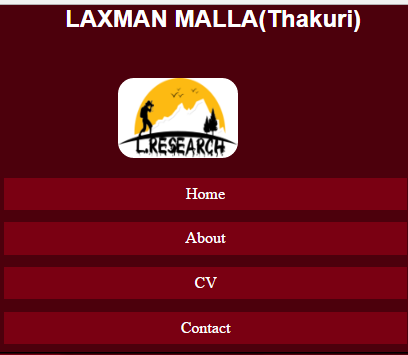 LAXMAN MALLA(Thakuri)
L.RESEARCH
Home
About
CV
Contact